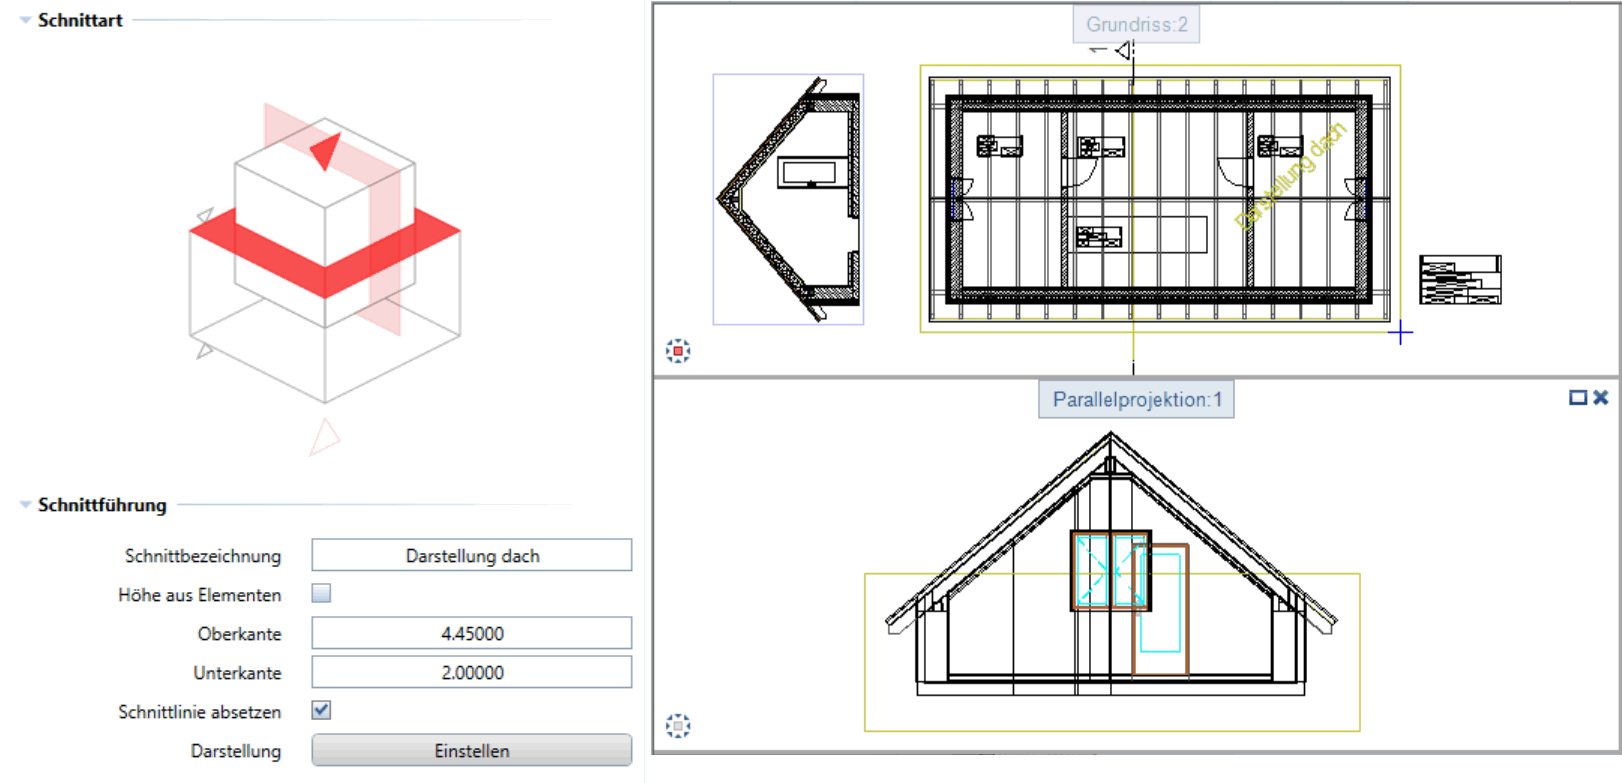 Schnittart
Schnittführung
Schnittbezeichnung Darstellung dach
Höhe aus Elementen
Oberkante 4.45000
Unterkante 2.00000
Schnittlinie absetzen
Darstellung Einstellen
Grundriss:2
1
Darstellung dach
Parallelprojektion:1